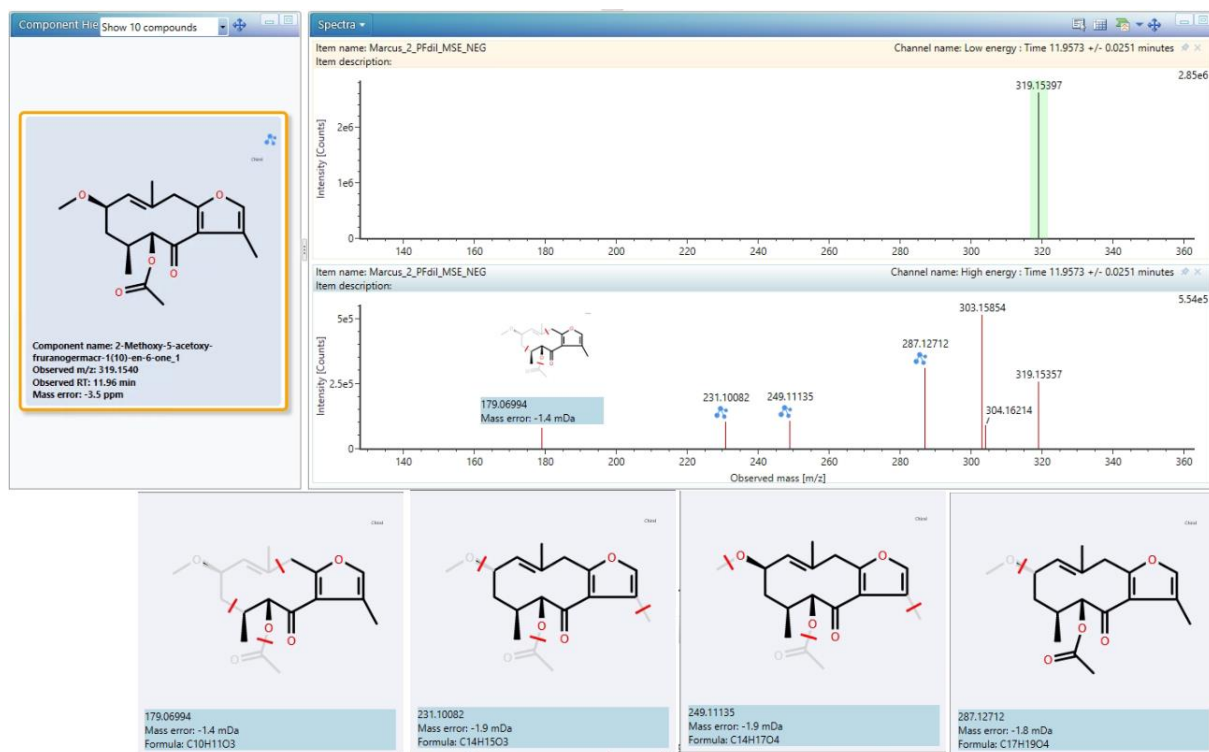 Component Hie
Show 10 compounds
Chiral
O
O
O
O
O
Component name: 2-Methoxy-5-acetoxy-
fruranogermacr-1(10)-en-6-one_1
Observed m/z: 319.1540
Observed RT: 11.96 min
Mass error: -3.5 ppm
Spectra
Item name: Marcus_2_PFdil_MSE_NEG
Channel name: Low energy : Time 11.9573 +/- 0.0251 minutes
Item description:
2.85e6
319.15397
Intensity [Counts]
2e6
1e6
0
140 160 180 200 220 240 260 280 300 320 340 360
Item name: Marcus_2_PFdil_MSE_NEG
Channel name: High energy : Time 11.9573 +/- 0.0251 minutes
Item description:
5.54e5
Intensity [Counts]
5e5
2.5e5
0
303.15854
287.12712
319.15357
304.16214
249.11135
231.10082
179.06994
Mass error: -1.4 mDa
140 160 180 200 220 240 260 280 300 320 340 360
Observed mass [m/z]
Chiral
O
O
O
O
O
179.06994
Mass error: -1.4 mDa
Formula: C10H11O3
Chiral
O
O
O
O
O
231.10082
Mass error: -1.9 mDa
Formula: C14H15O3
Chiral
O
O
O
O
O
249.11135
Mass error: -1.9 mDa
Formula: C14H17O4
Chiral
O
O
O
O
O
287.12712
Mass error: -1.8 mDa
Formula: C17H19O4